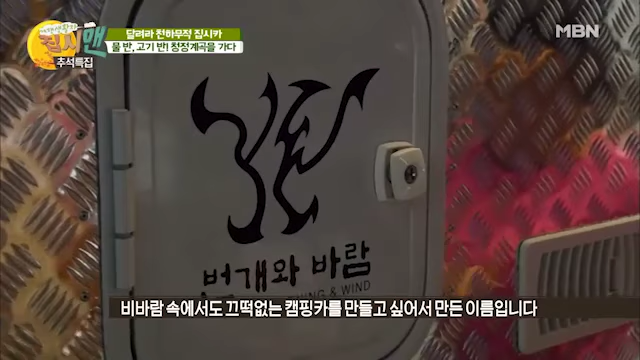 집시맨
추석특집
달려라 천하무적 집시카
물 반, 고기 반! 청정계곡을 가다
MBN
번개와 바람
& WIND
비바람 속에서도 끄떡없는 캠핑카를 만들고 싶어서 만든 이름입니다